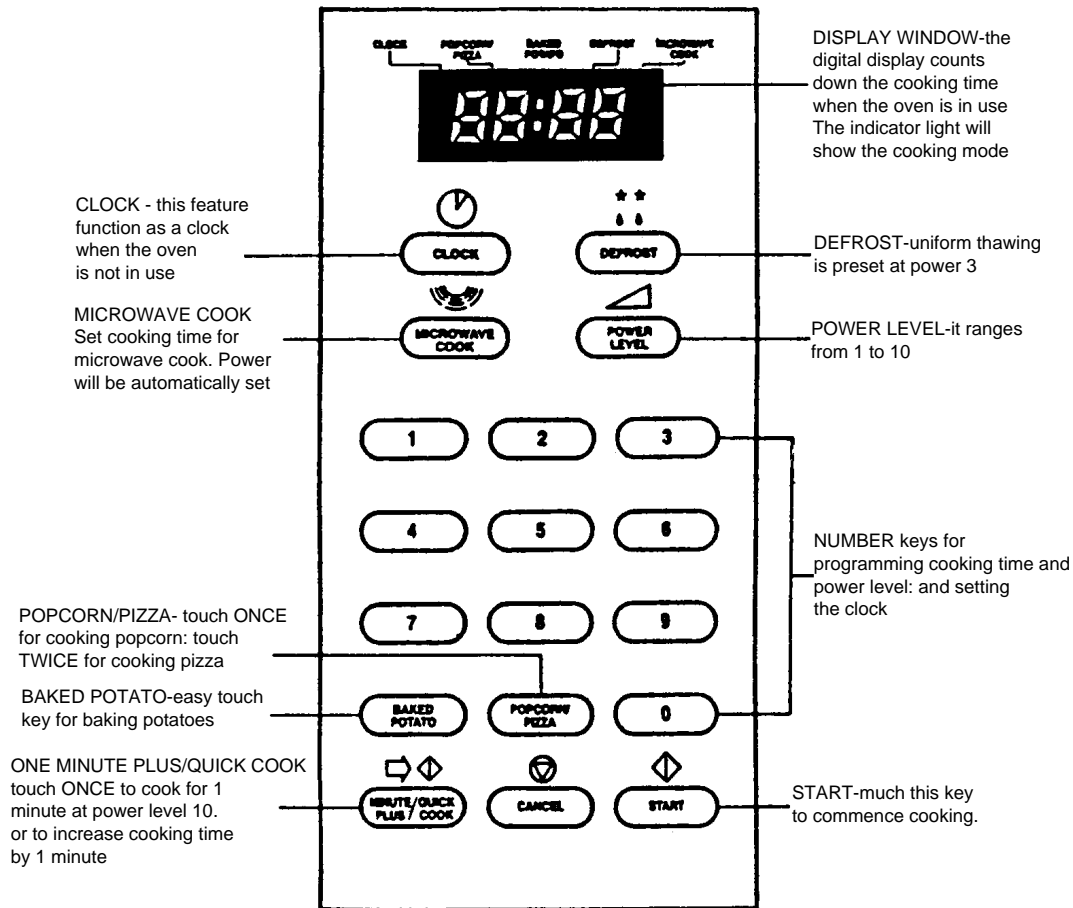 CLOCK
POPCORN/
PIZZA
BAKED
POTATO
DEFROST
MICROWAVE
COOK
88:88
DISPLAY WINDOW-the
digital display counts
down the cooking time
when the oven is in use
The indicator light will
show the cooking mode
CLOCK - this feature
function as a clock
when the oven
is not in use
CLOCK
DEFROST
DEFROST-uniform thawing
is preset at power 3
MICROWAVE COOK
Set cooking time for
microwave cook. Power
will be automatically set
MICROWAVE
COOK
POWER
LEVEL
POWER LEVEL-it ranges
from 1 to 10
1 2 3
4 5 6
NUMBER keys for
programming cooking time and
power level: and setting
the clock
7 8 9
POPCORN/PIZZA- touch ONCE
for cooking popcorn: touch
TWICE for cooking pizza
BAKED POTATO-easy touch
key for baking potatoes
BAKED
POTATO
POPCORN/
PIZZA
0
ONE MINUTE PLUS/QUICK COOK
touch ONCE to cook for 1
minute at power level 10.
or to increase cooking time
by 1 minute
MINUTE/QUICK
PLUS/COOK
CANCEL
START
START-much this key
to commence cooking.